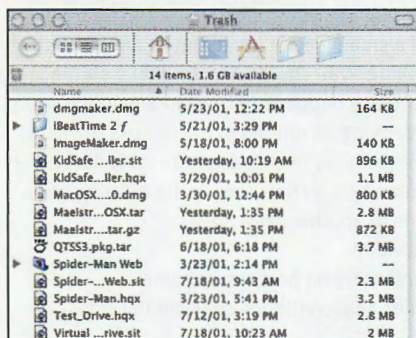 Trash
14 items, 1.6 GB available
Name Date Modified Size
dmgmaker.dmg 5/23/01, 12:22 PM 164 KB
iBeatTime 2 ƒ 5/21/01, 3:29 PM --
ImageMaker.dmg 5/18/01, 8:00 PM 140 KB
KidSafe ...ller.sit Yesterday, 10:19 AM 896 KB
KidSafe...ller.hqx 3/29/01, 10:01 PM 1.1 MB
MacOSX....0.dmg 3/30/01, 12:44 PM 800 KB
Maelstr...OSX.tar Yesterday, 1:35 PM 2.8 MB
Maelstr....tar.gz Yesterday, 1:35 PM 872 KB
QTSS3.pkg.tar 6/18/01, 6:18 PM 3.7 MB
Spider-Man Web 3/23/01, 2:14 PM --
Spider-...Web.sit 7/18/01, 9:43 AM 2.3 MB
Spider-Man.hqx 3/23/01, 5:41 PM 3.2 MB
Test_Drive.hqx 7/12/01, 3:19 PM 2.8 MB
Virtual ...rive.sit 7/18/01, 10:23 AM 2 MB